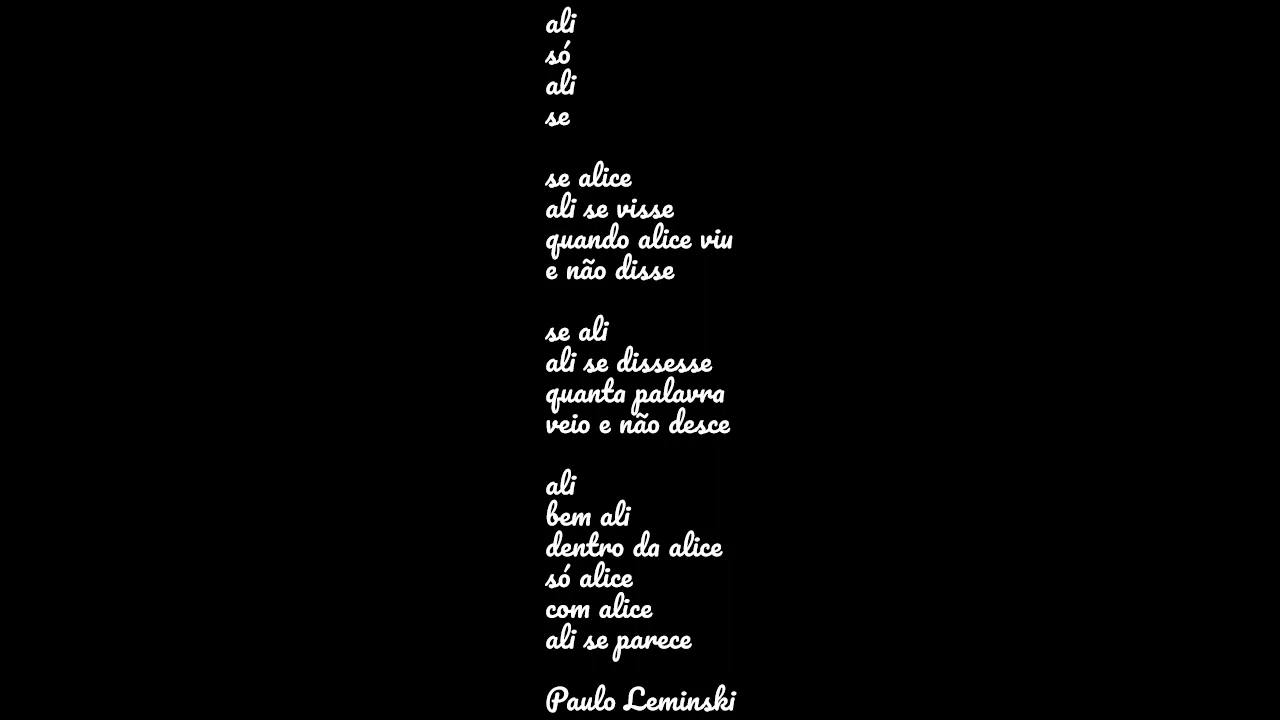 ali
só
ali
se
se alice
ali se visse
quando alice viu
e não disse
se ali
ali se dissesse
quanta palavra
veio e não desce
ali
bem ali
dentro da alice
só alice
com alice
ali se parece
Paulo Leminski